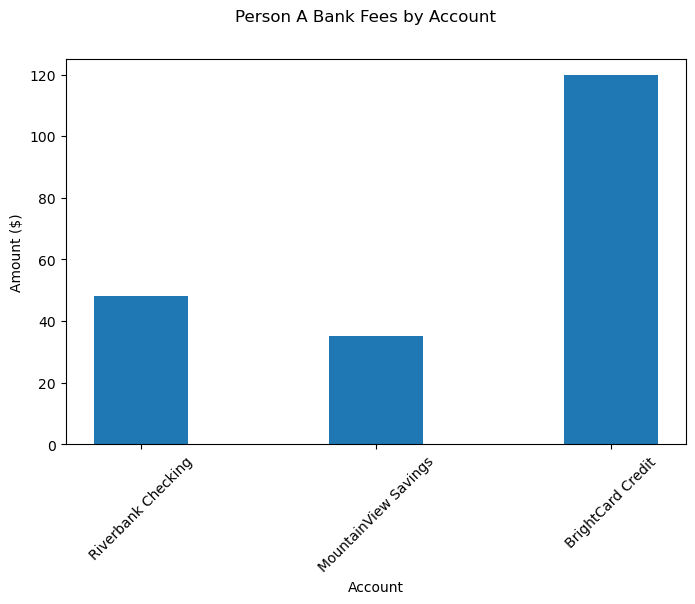 Person A Bank Fees by Account
Amount ($)
120
100
80
60
40
20
0
Riverbank Checking
MountainView Savings
BrightCard Credit
Account